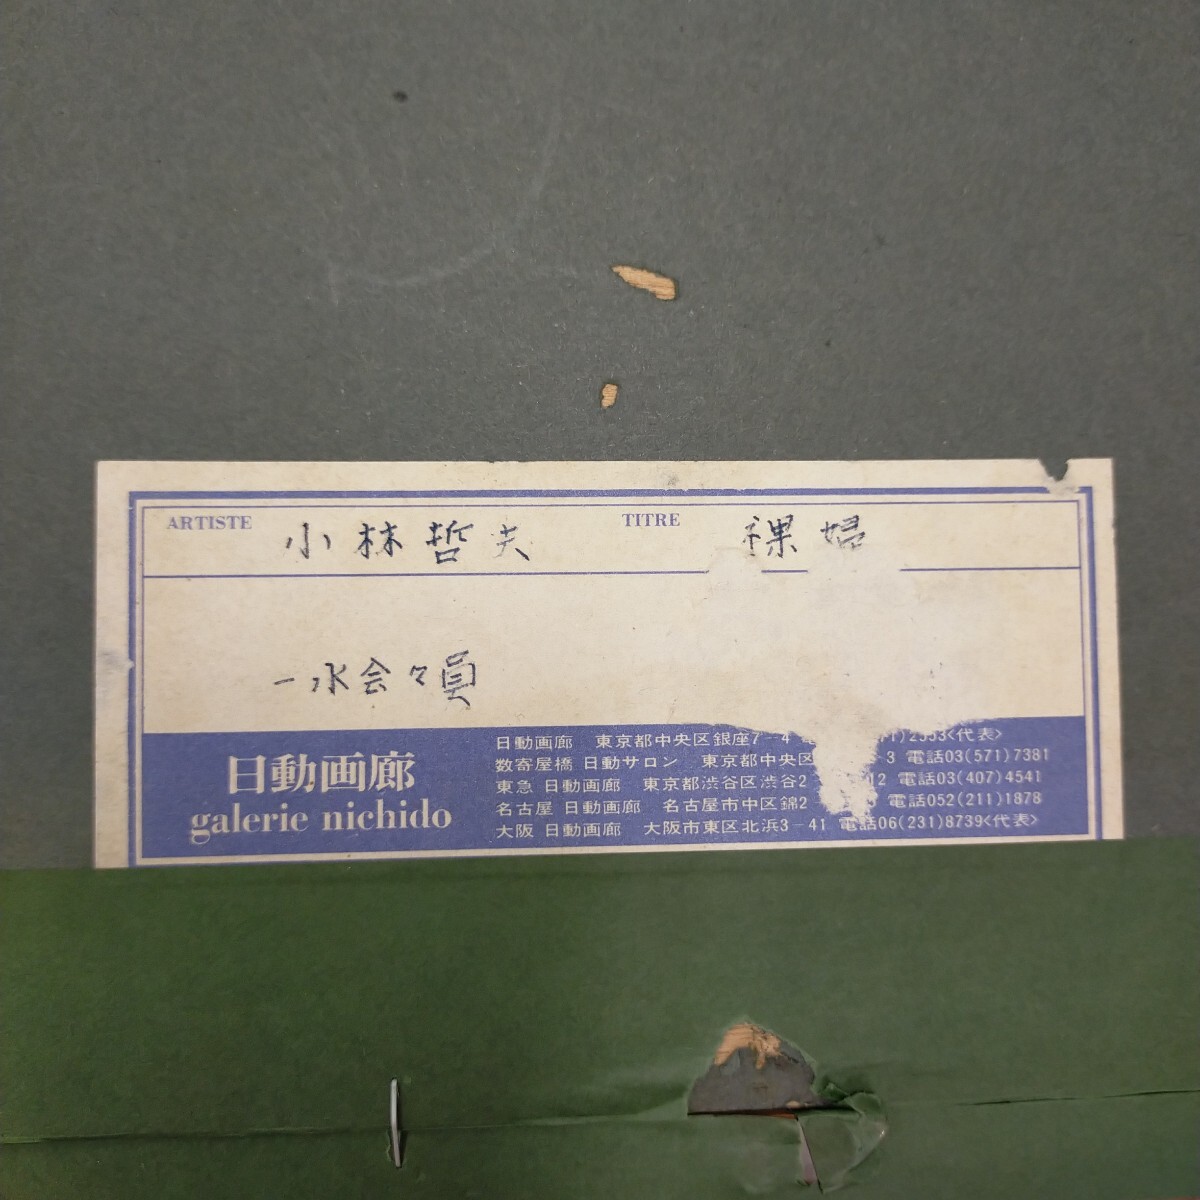 ARTISTE 小林哲夫 TITRE 裸婦
一水会々員
日動画廊
galerie nichido
日動画廊 東京都中央区銀座7-4 1)2553<代表>
数寄屋橋 日動サロン 東京都中央区 3 電話03(571)7381
東急 日動画廊 東京都渋谷区渋谷2 12 電話03(407)4541
名古屋 日動画廊 名古屋市中区錦2 電話052(211)1878
大阪 日動画廊 大阪市東区北浜3-41 電話06(231)8739<代表>